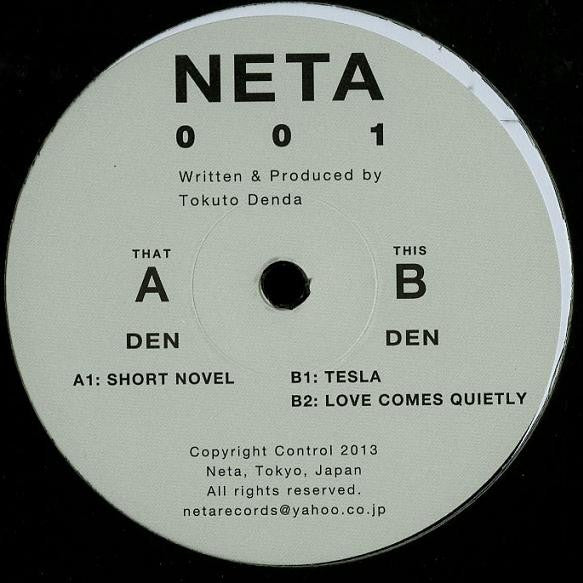 NETA
0 0 1
Written & Produced by
Tokuto Denda
THAT
A
DEN
A1: SHORT NOVEL
THIS
B
DEN
B1: TESLA
B2: LOVE COMES QUIETLY
Copyright Control 2013
Neta, Tokyo, Japan
All rights reserved.
netarecords@yahoo.co.jp